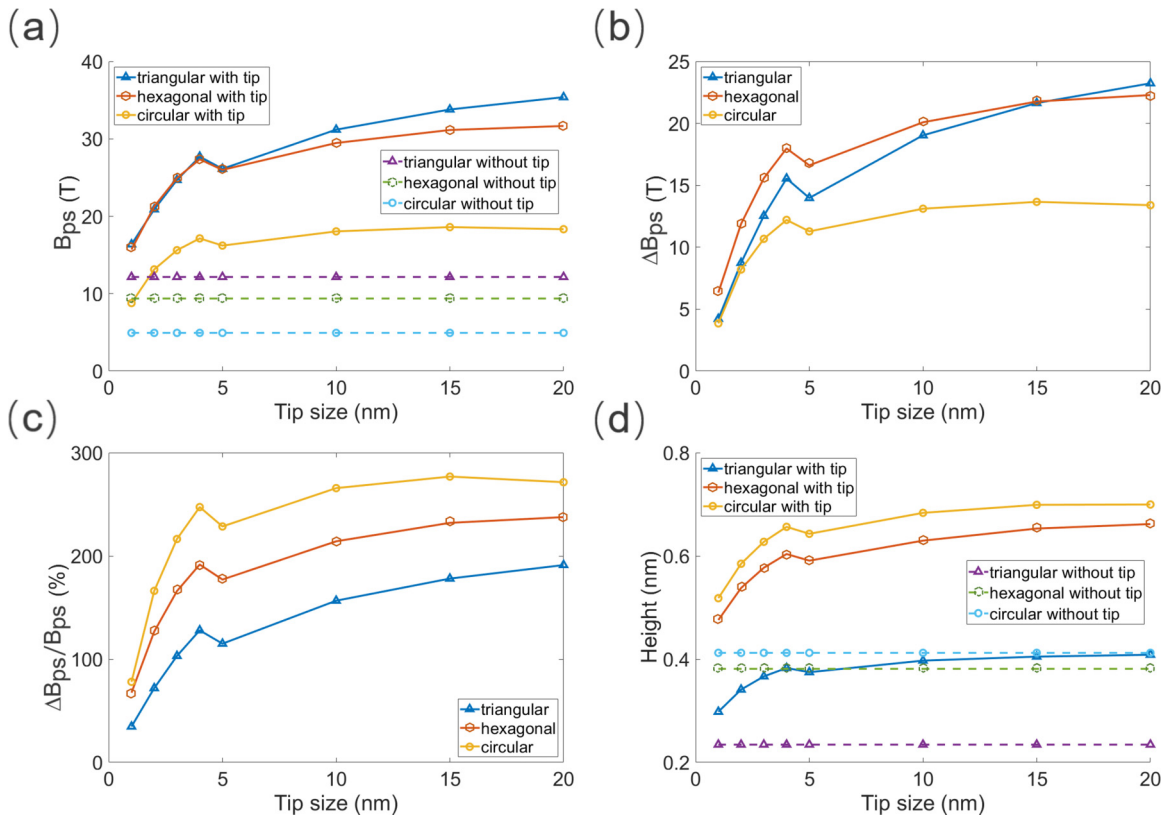 (a)
40
30
20
10
0
0 5 10 15 20
Bps (T)
Tip size (nm)
triangular with tip
hexagonal with tip
circular with tip
triangular without tip
hexagonal without tip
circular without tip
(b)
25
20
15
10
5
0
0 5 10 15 20
ΔBps (T)
Tip size (nm)
triangular
hexagonal
circular
(c)
300
200
100
0
0 5 10 15 20
ΔBps/Bps (%)
Tip size (nm)
triangular
hexagonal
circular
(d)
0.8
0.6
0.4
0.2
0 5 10 15 20
Height (nm)
Tip size (nm)
triangular with tip
hexagonal with tip
circular with tip
triangular without tip
hexagonal without tip
circular without tip